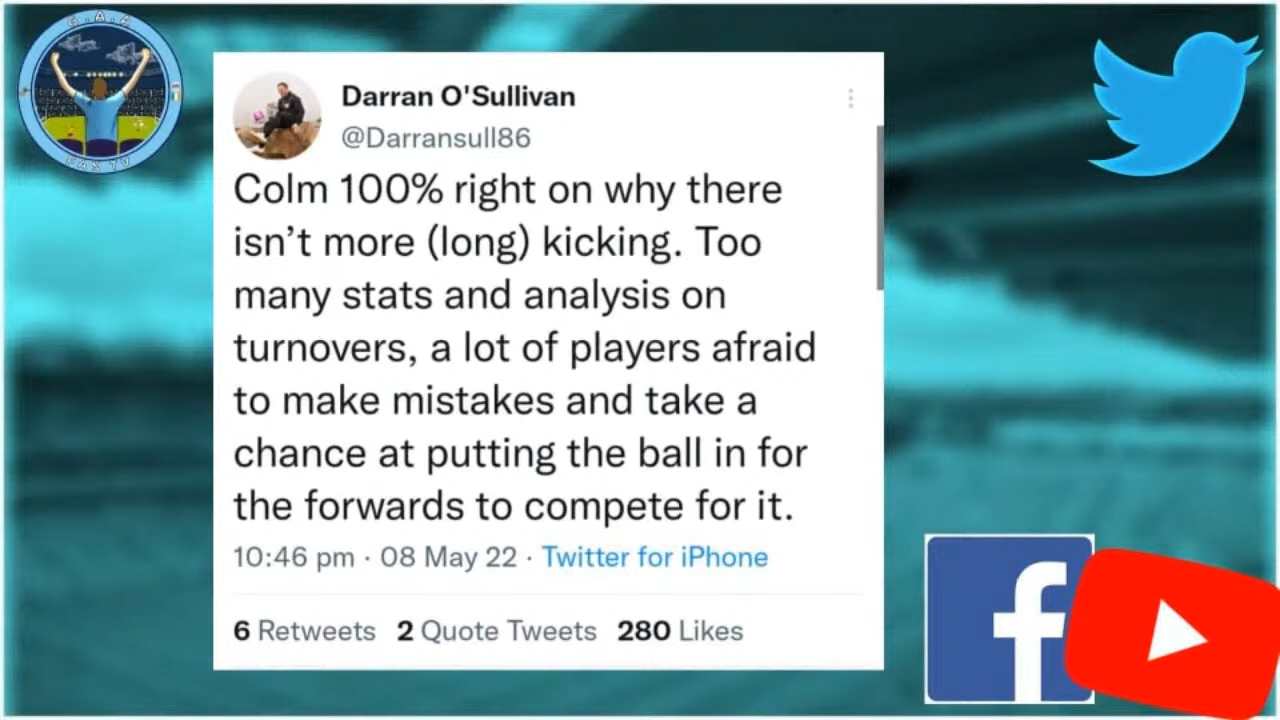 G.A.A
FAN TV
Darran O'Sullivan
@Darransull86
Colm 100% right on why there
isn't more (long) kicking. Too
many stats and analysis on
turnovers, a lot of players afraid
to make mistakes and take a
chance at putting the ball in for
the forwards to compete for it.
10:46 pm · 08 May 22 · Twitter for iPhone
6 Retweets 2 Quote Tweets 280 Likes
f